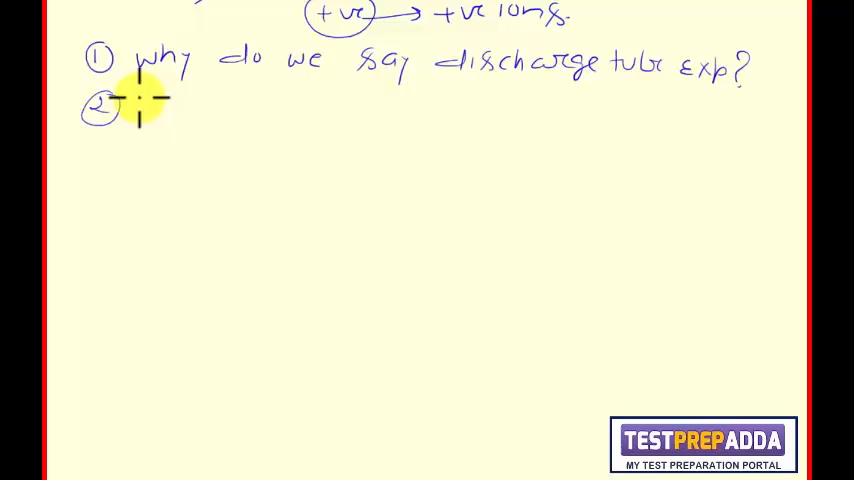 +ve → +ve ions.
① why do we say discharge tube exp?
②
TESTPREPADDA
MY TEST PREPARATION PORTAL